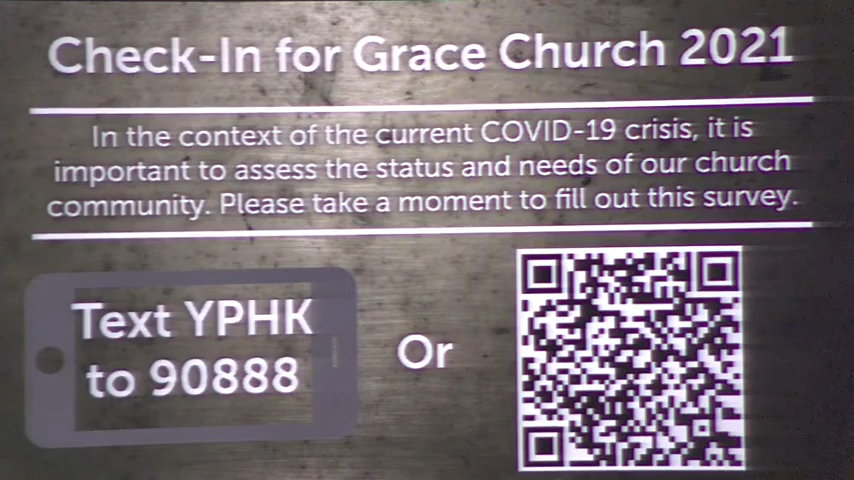 Check-In for Grace Church 2021
In the context of the current COVID-19 crisis, it is
important to assess the status and needs of our church
community. Please take a moment to fill out this survey.
Text YPHK
to 90888
Or